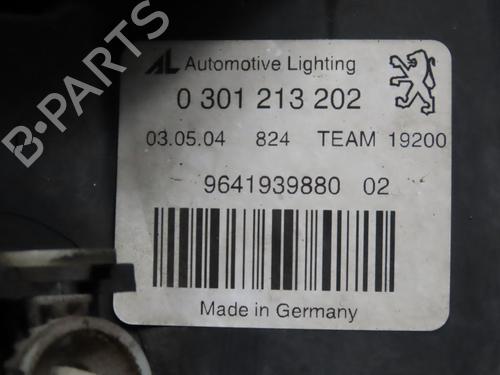 B-PARTS
AL Automotive Lighting
0 301 213 202
03.05.04 824 TEAM 19200
9641939880 02
Made in Germany